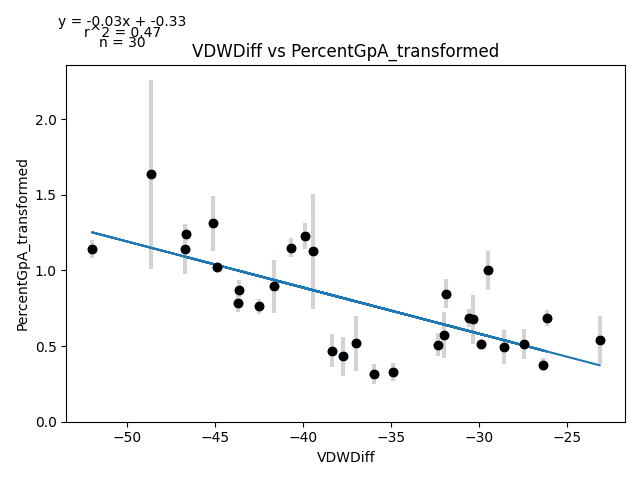 y = -0.03x + -0.33
r^2 = 0.47
n = 30
VDWDiff vs PercentGpA_transformed
PercentGpA_transformed
2.0
1.5
1.0
0.5
0.0
−50
−45
−40
−35
−30
−25
VDWDiff